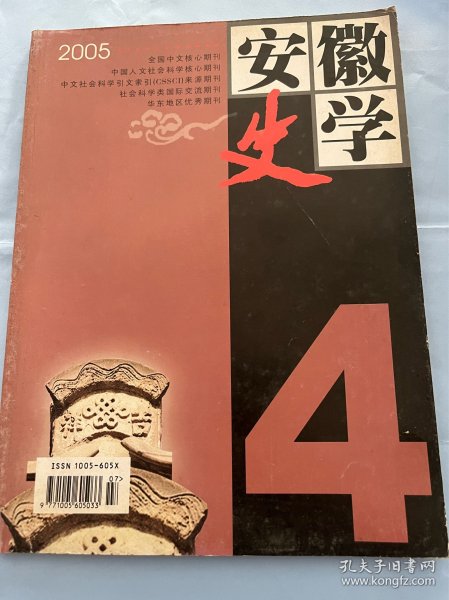 2005
全国中文核心期刊
中国人文社会科学核心期刊
中文社会科学引文索引(CSSCI)来源期刊
社会科学类国际交流期刊
华东地区优秀期刊
安徽
史学
4
ISSN 1005-605X
07>
9 771005 605033
孔夫子旧书网
www.kongfz.com